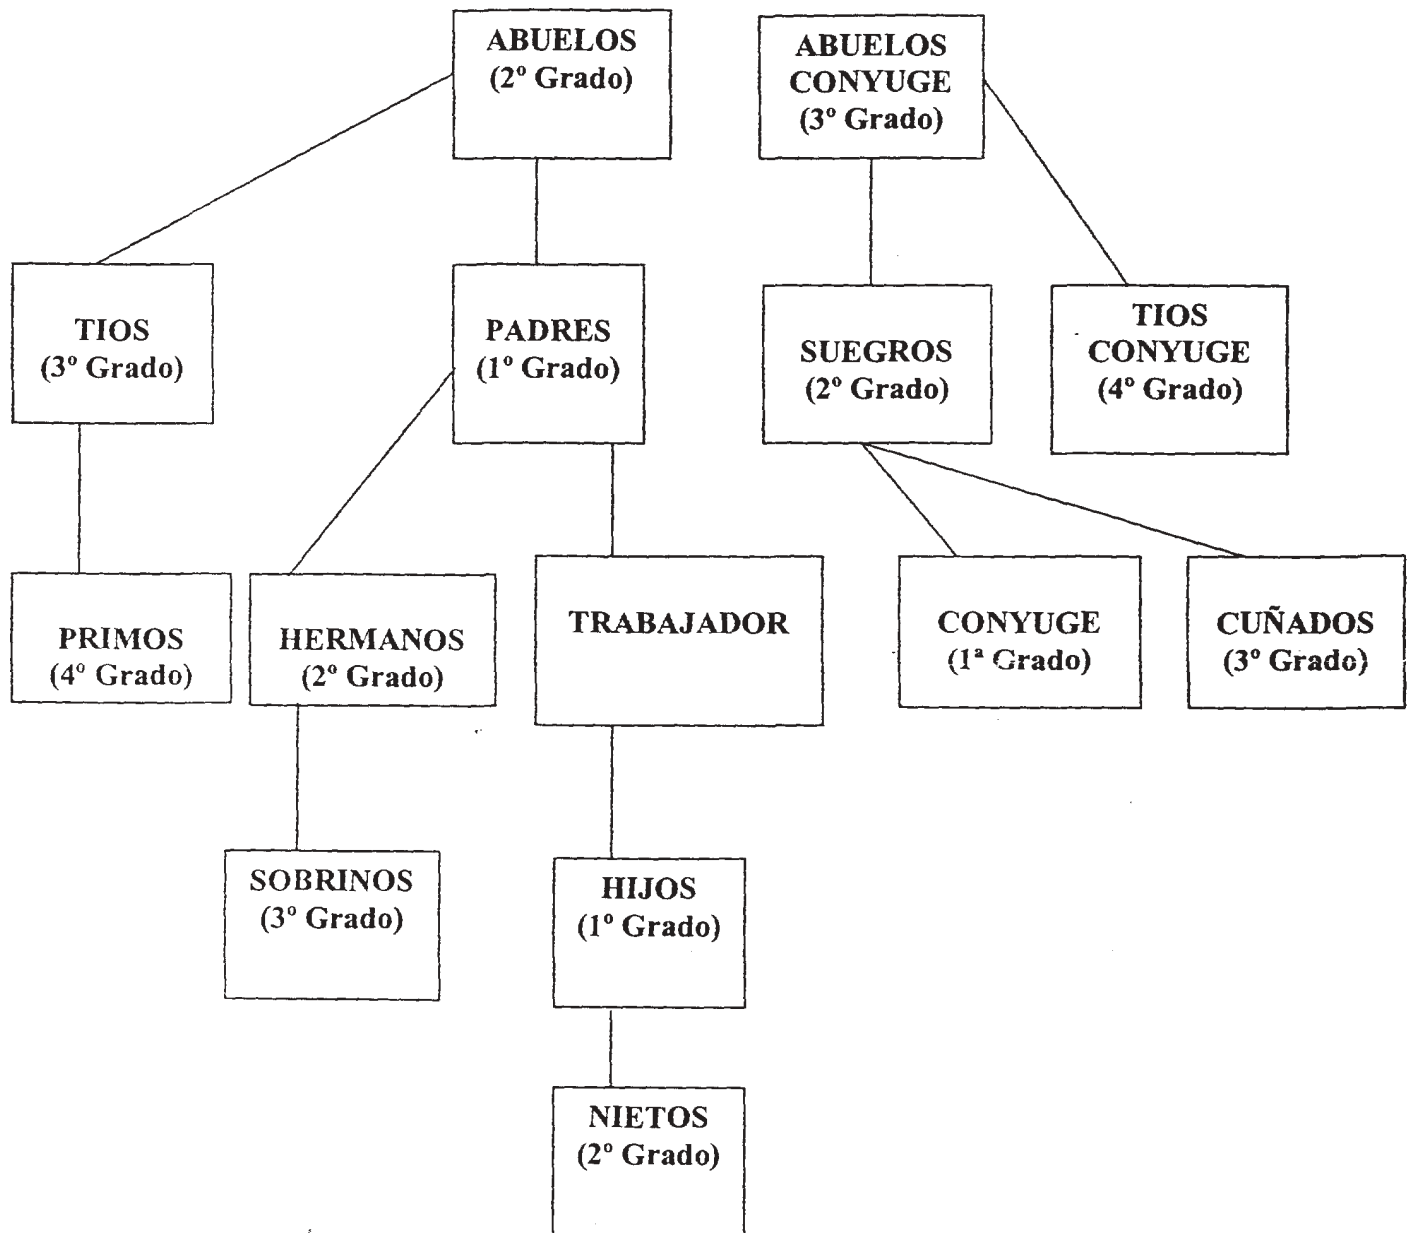 ABUELOS
(2º Grado)
ABUELOS
CONYUGE
(3º Grado)
TIOS
(3º Grado)
PADRES
(1º Grado)
SUEGROS
(2º Grado)
TIOS
CONYUGE
(4º Grado)
PRIMOS
(4º Grado)
HERMANOS
(2º Grado)
TRABAJADOR
CONYUGE
(1ª Grado)
CUÑADOS
(3º Grado)
SOBRINOS
(3º Grado)
HIJOS
(1º Grado)
NIETOS
(2º Grado)